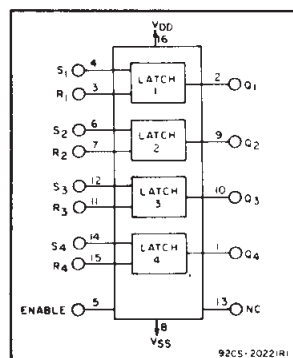 VDD
16
S1 4
LATCH
1
2 Q1
R1 3
S2 6
LATCH
2
9 Q2
R2 7
S3 12
LATCH
3
10 Q3
R3 11
S4 14
LATCH
4
1 Q4
R4 15
ENABLE 5
13 NC
8
VSS
92CS-20221R1